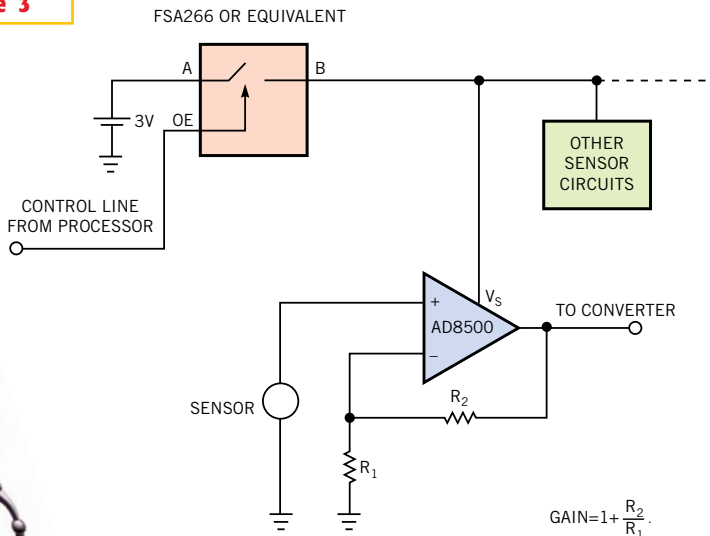 e 3
FSA266 OR EQUIVALENT
A
B
3V
OE
OTHER
SENSOR
CIRCUITS
CONTROL LINE
FROM PROCESSOR
+
VS
AD8500
TO CONVERTER
−
R2
SENSOR
R1
GAIN=1+R2/R1.